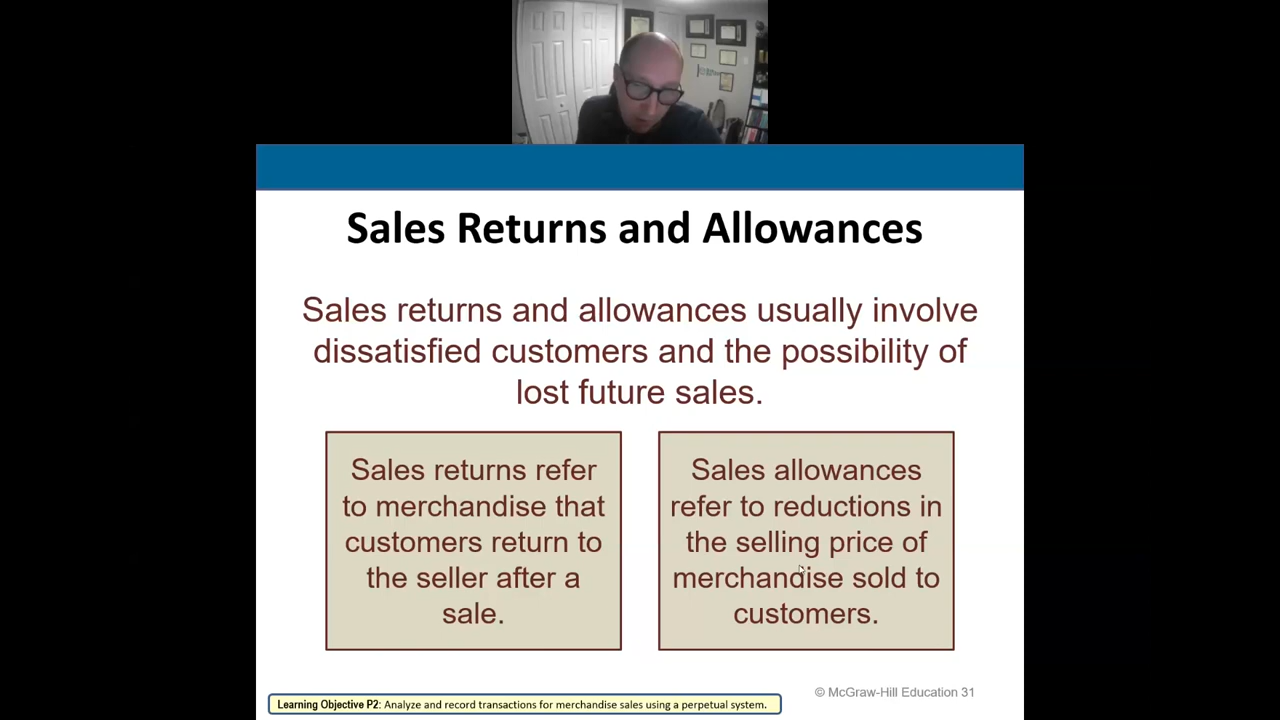 Sales Returns and Allowances
Sales returns and allowances usually involve
dissatisfied customers and the possibility of
lost future sales.
Sales returns refer
to merchandise that
customers return to
the seller after a
sale.
Sales allowances
refer to reductions in
the selling price of
merchandise sold to
customers.
© McGraw-Hill Education 31
Learning Objective P2: Analyze and record transactions for merchandise sales using a perpetual system.